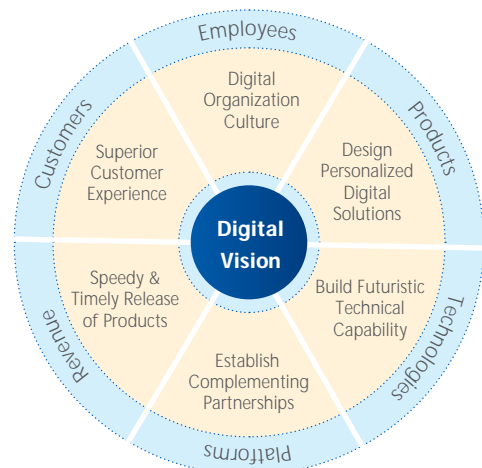 Employees
Digital
Organization
Culture
Products
Design
Personalized
Digital
Solutions
Technologies
Build Futuristic
Technical
Capability
Platforms
Establish
Complementing
Partnerships
Revenue
Speedy &
Timely Release
of Products
Customers
Superior
Customer
Experience
Digital
Vision